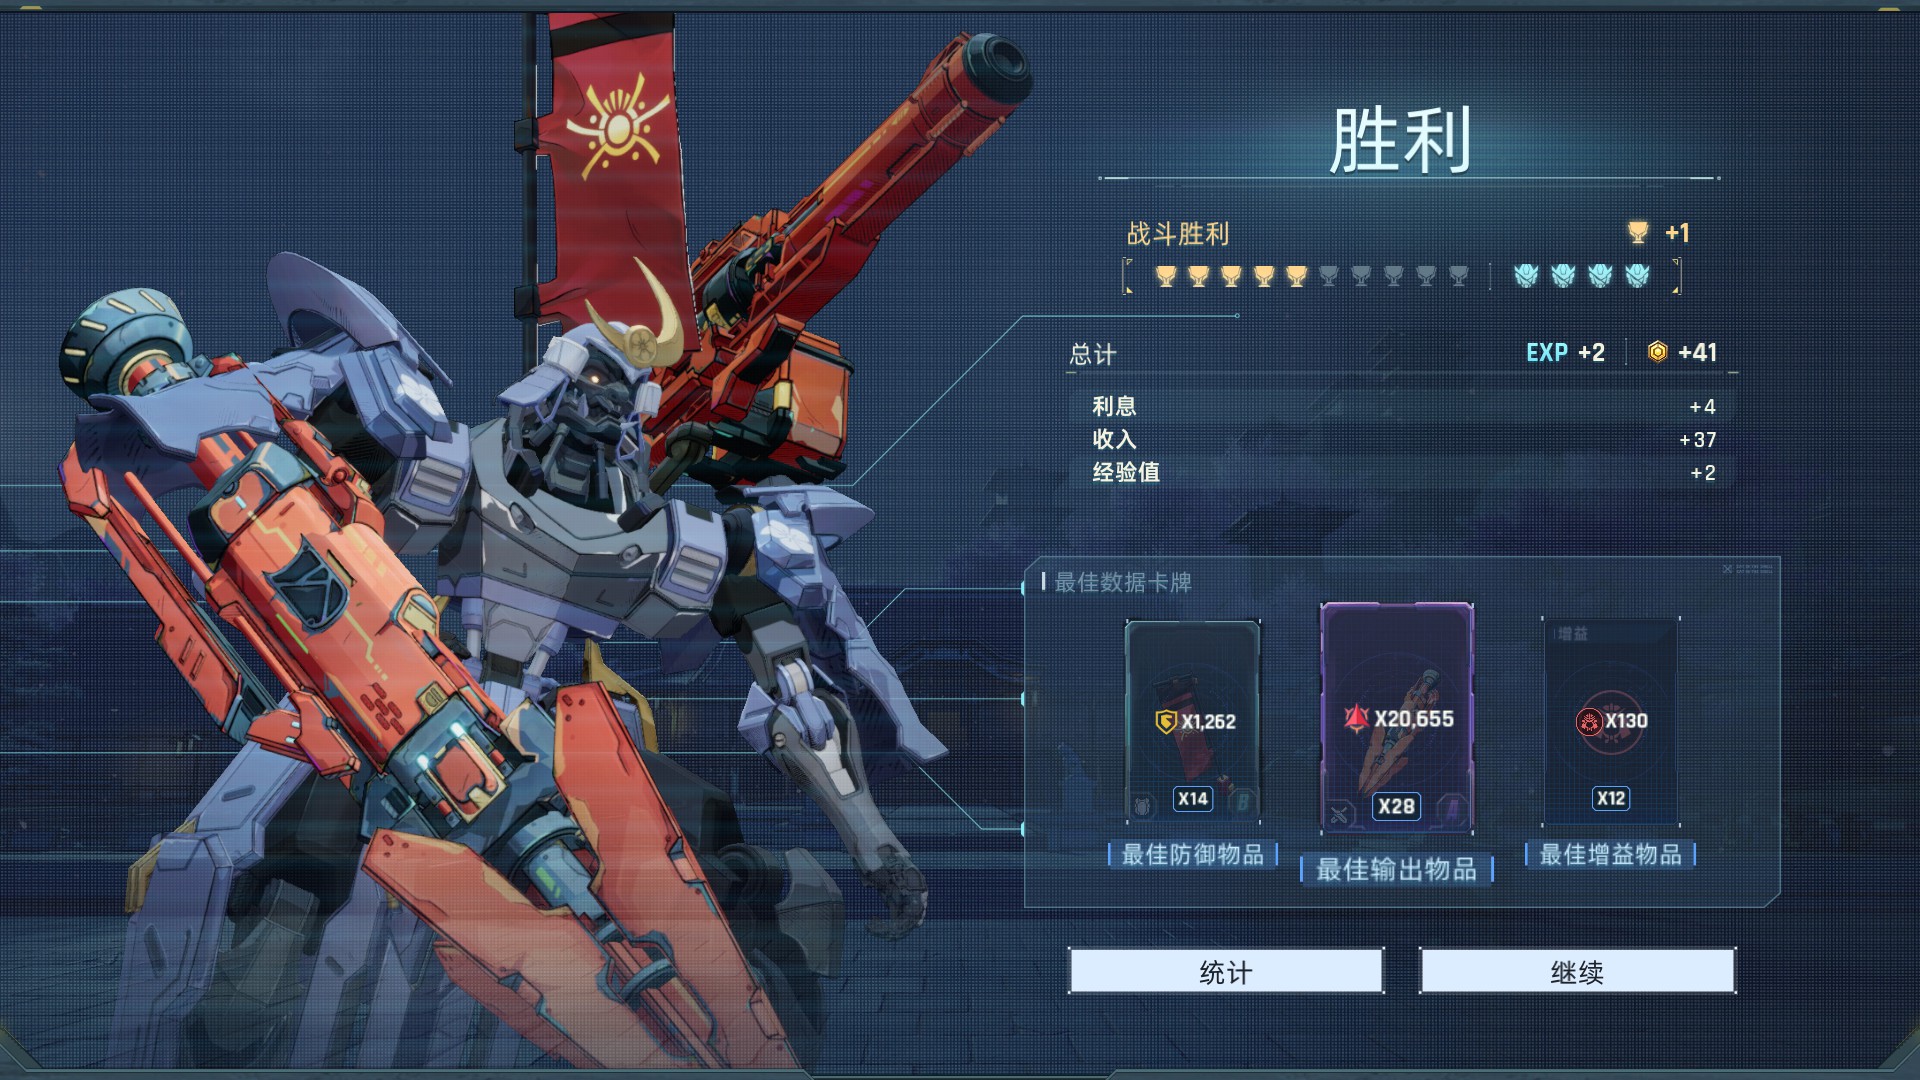 胜利
战斗胜利 +1
总计 EXP +2 +41
利息 +4
收入 +37
经验值 +2
最佳数据卡牌
增益
X1,262 X20,655 X130
X14 B X28 A X12
最佳防御物品 最佳输出物品 最佳增益物品
统计 继续